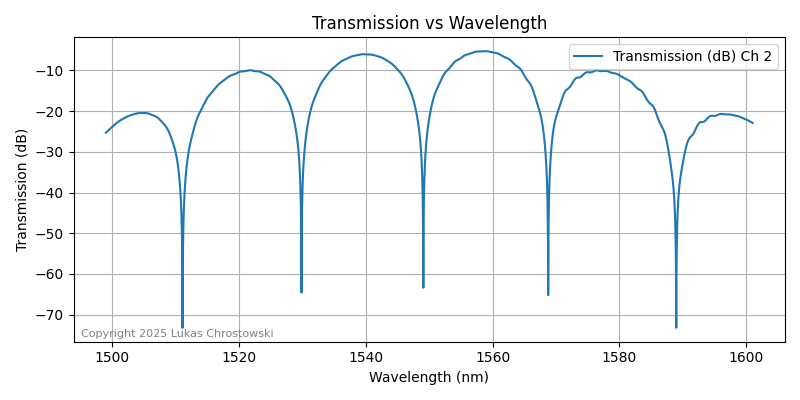 Transmission vs Wavelength
Transmission (dB) Ch 2
Transmission (dB)
−10
−20
−30
−40
−50
−60
−70
Copyright 2025 Lukas Chrostowski
1500 1520 1540 1560 1580 1600
Wavelength (nm)